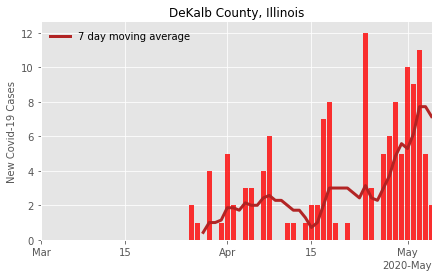 DeKalb County, Illinois
7 day moving average
New Covid-19 Cases
12
10
8
6
4
2
0
Mar
15
Apr
15
May
2020-May